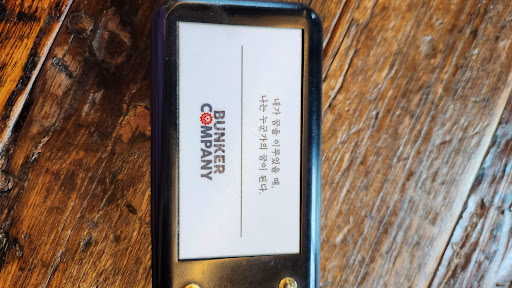 내가 꿈을 이루었을 때,
나는 누군가의 꿈이 된다.
BUNKER
COMPANY